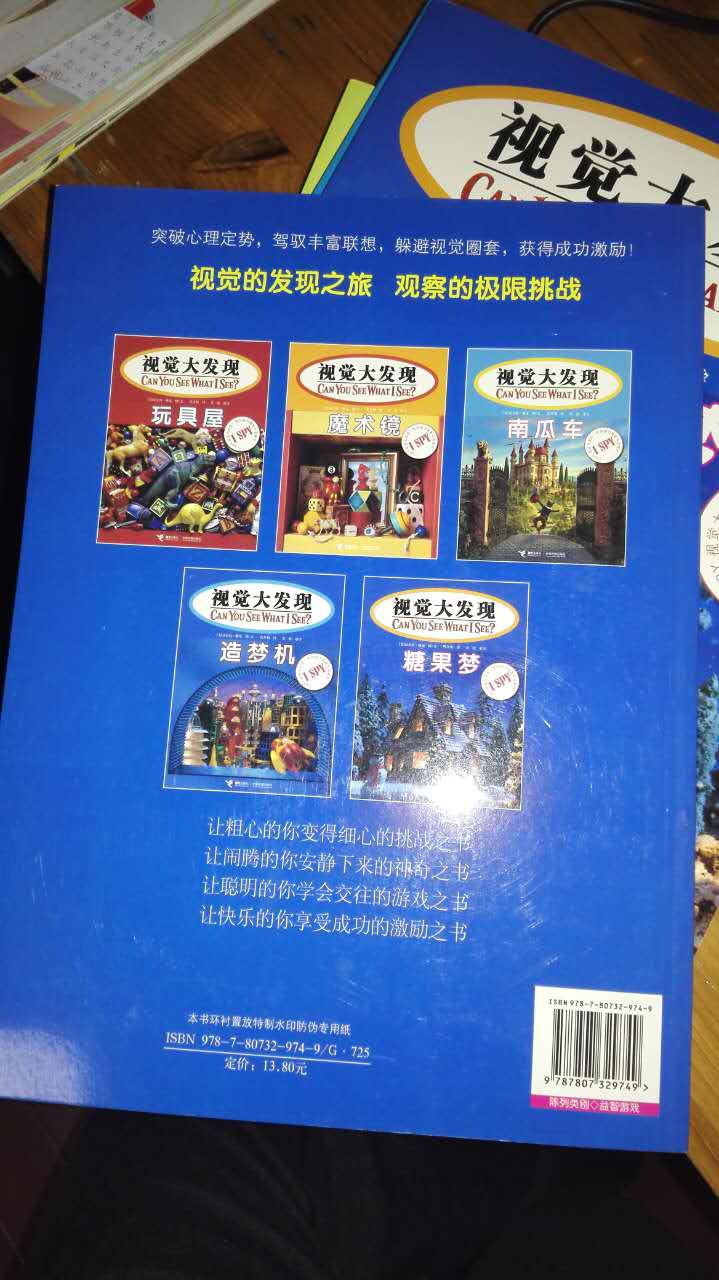 视觉大
突破心理定势，驾驭丰富联想，躲避视觉圈套，获得成功激励！
视觉的发现之旅 观察的极限挑战
视觉大发现
CAN YOU SEE WHAT I SEE?
玩具屋
I SPY
视觉大发现
CAN YOU SEE WHAT I SEE?
魔术镜
I SPY
视觉大发现
CAN YOU SEE WHAT I SEE?
南瓜车
I SPY
视觉大发现
CAN YOU SEE WHAT I SEE?
造梦机
I SPY
视觉大发现
CAN YOU SEE WHAT I SEE?
糖果梦
I SPY
让粗心的你变得细心的挑战之书
让闹腾的你安静下来的神奇之书
让聪明的你学会交往的游戏之书
让快乐的你享受成功的激励之书
本书环衬置放特制水印防伪专用纸
ISBN 978-7-80732-974-9/G·725
定价：13.80元
ISBN 978-7-80732-974-9
9 787807 329749 >
陈列类别◇益智游戏